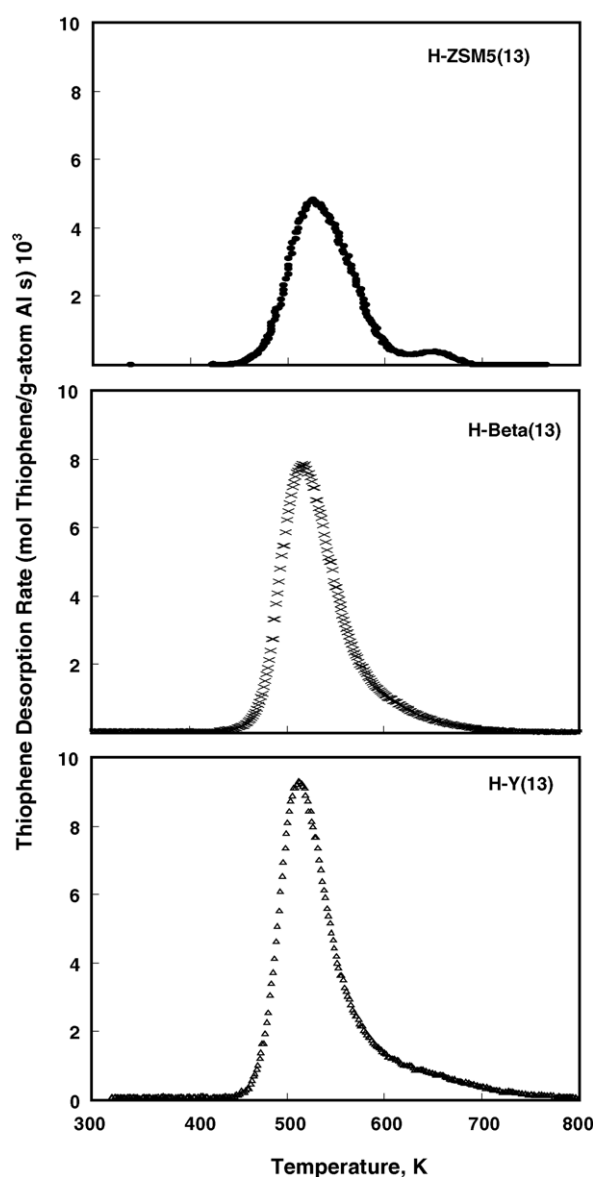 10
H-ZSM5(13)
8
6
4
2
10
H-Beta(13)
8
6
4
2
10
H-Y(13)
8
6
4
2
0
300 400 500 600 700 800
Temperature, K
Thiophene Desorption Rate (mol Thiophene/g-atom Al s) 10³